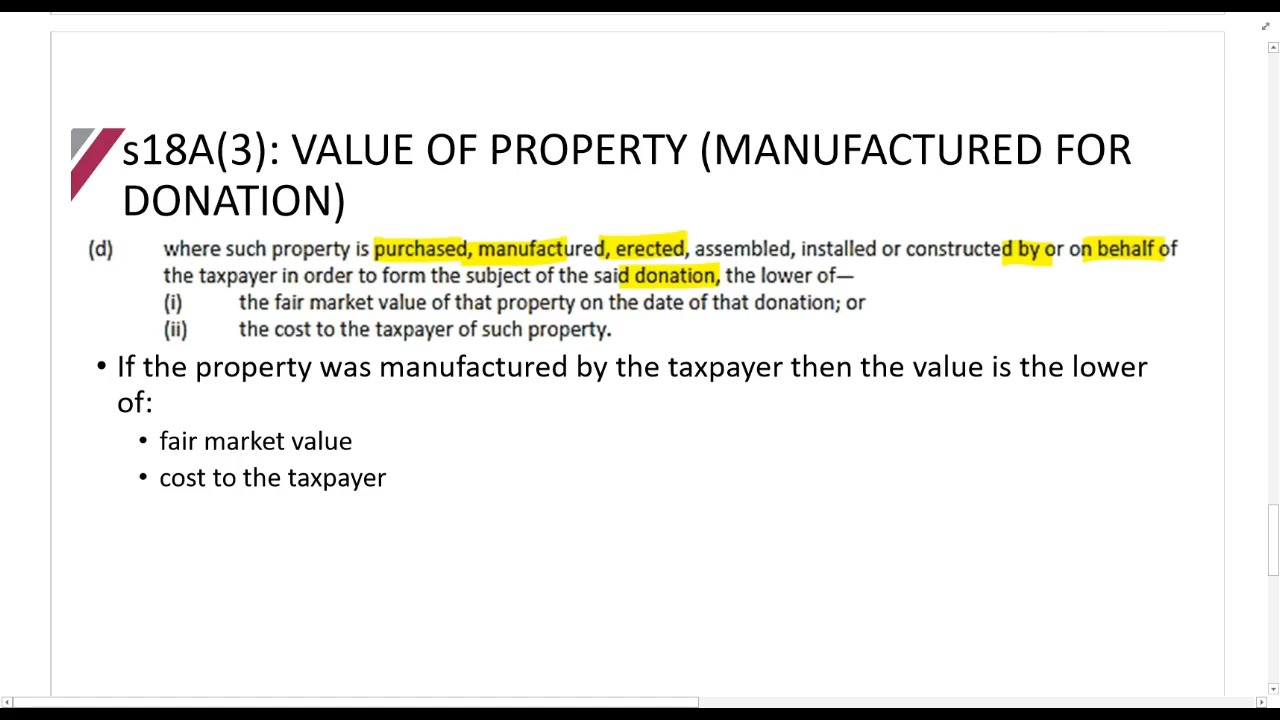 s18A(3): VALUE OF PROPERTY (MANUFACTURED FOR
DONATION)
(d) where such property is purchased, manufactured, erected, assembled, installed or constructed by or on behalf of
the taxpayer in order to form the subject of the said donation, the lower of—
(i) the fair market value of that property on the date of that donation; or
(ii) the cost to the taxpayer of such property.
• If the property was manufactured by the taxpayer then the value is the lower
of:
• fair market value
• cost to the taxpayer